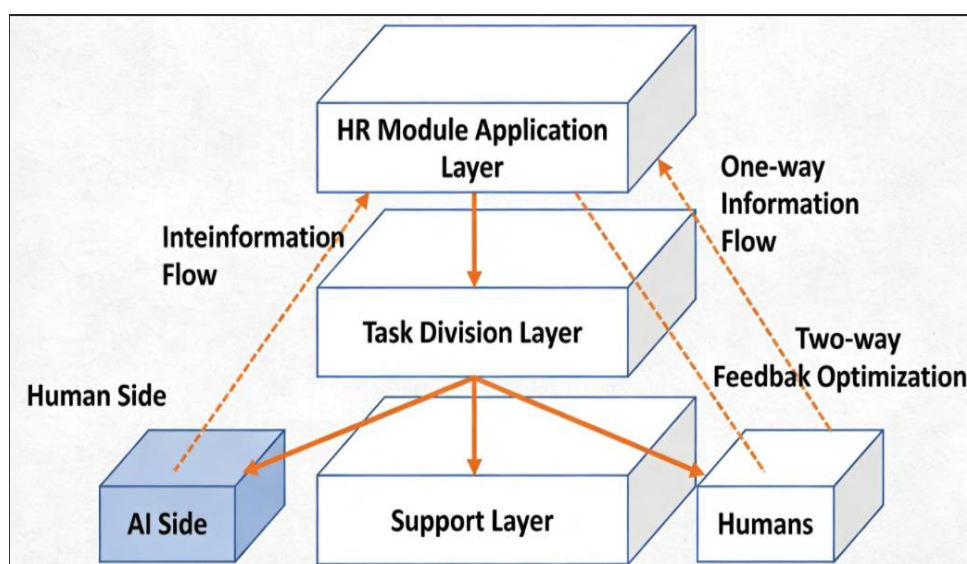 HR Module Application
Layer
One-way
Information
Flow
Inteinformation
Flow
Task Division Layer
Two-way
Feedbak Optimization
Human Side
AI Side
Support Layer
Humans